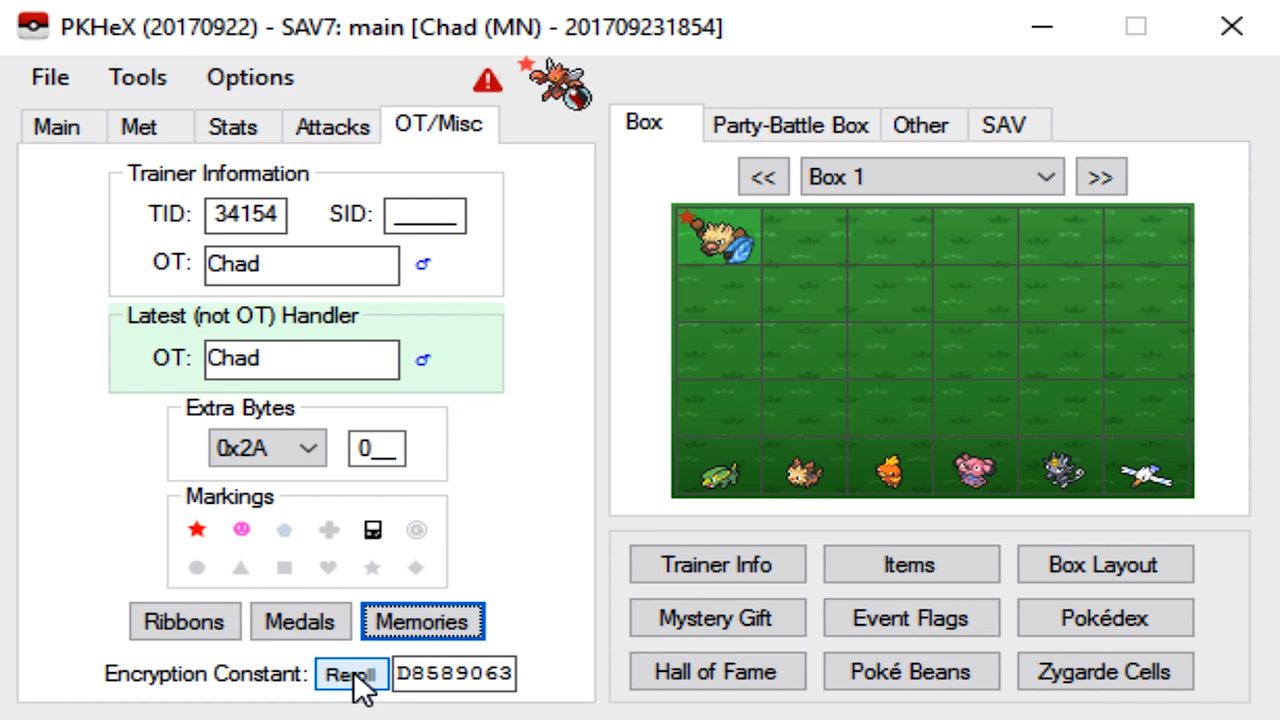 PKHeX (20170922) - SAV7: main [Chad (MN) - 201709231854]
File Tools Options
Main Met Stats Attacks OT/Misc
Trainer Information
TID: 34154 SID: _____
OT: Chad
Latest (not OT) Handler
OT: Chad
Extra Bytes
0x2A 0__
Markings
Ribbons Medals Memories
Encryption Constant: Reroll D8589063
Box Party-Battle Box Other SAV
<< Box 1 >>
Trainer Info Items Box Layout
Mystery Gift Event Flags Pokédex
Hall of Fame Poké Beans Zygarde Cells